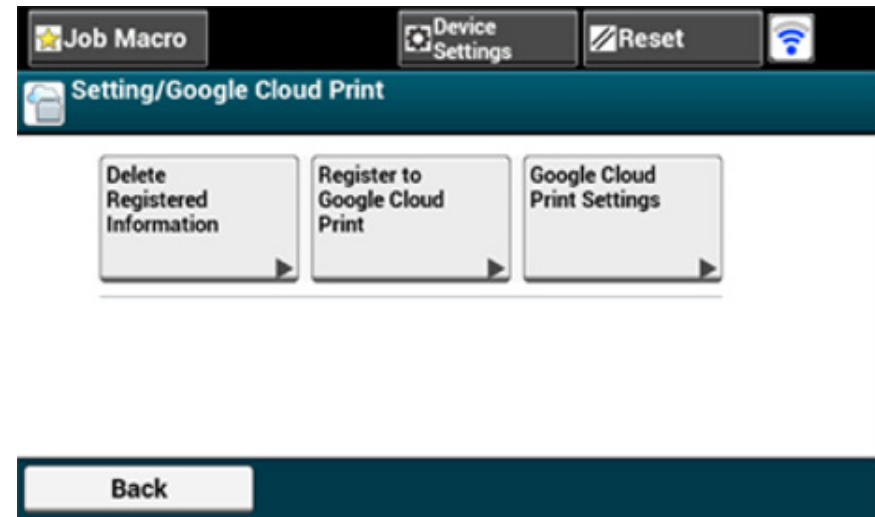 Job Macro
Device
Settings
Reset
Setting/Google Cloud Print
Delete
Registered
Information
Register to
Google Cloud
Print
Google Cloud
Print Settings
Back